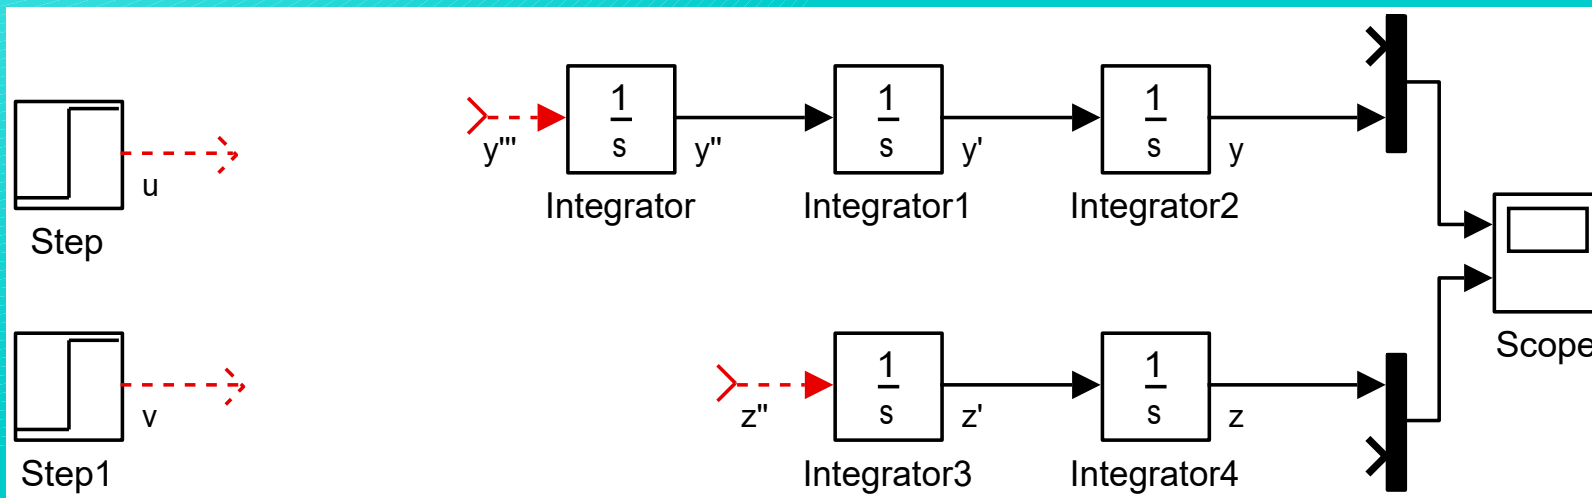 1
s
1
s
1
s
u
y'''
y''
y'
y
Step
Integrator
Integrator1
Integrator2
Scope
1
s
1
s
v
z''
z'
z
Step1
Integrator3
Integrator4